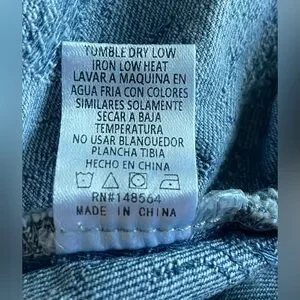 TUMBLE DRY LOW
IRON LOW HEAT
LAVAR A MAQUINA EN
AGUA FRIA CON COLORES
SIMILARES SOLAMENTE
SECAR A BAJA
TEMPERATURA
NO USAR BLANQUEDOR
PLANCHA TIBIA
HECHO EN CHINA
RN#148564
MADE IN CHINA